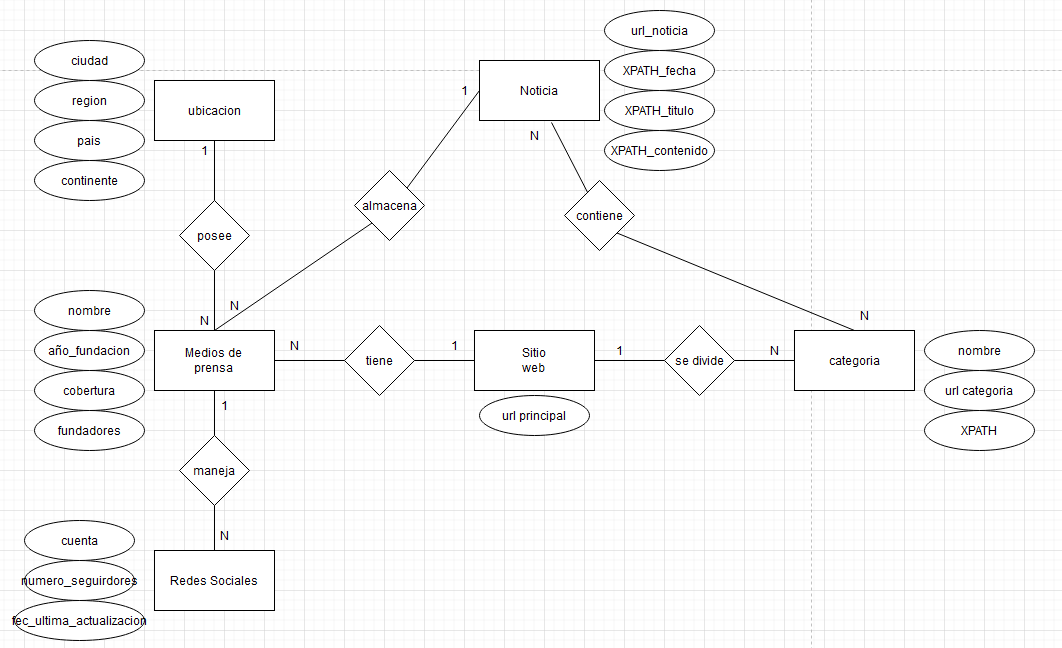 url_noticia
ciudad
XPATH_fecha
Noticia
1
region
ubicacion
XPATH_titulo
N
pais
1
XPATH_contenido
continente
almacena
contiene
posee
N
N
N
nombre
nombre
año_fundacion
Medios de
prensa
N
tiene
1
Sitio
web
1
se divide
N
categoria
cobertura
url categoria
1
url principal
fundadores
XPATH
maneja
N
cuenta
numero_seguirdores
Redes Sociales
fec_ultima_actualizacion